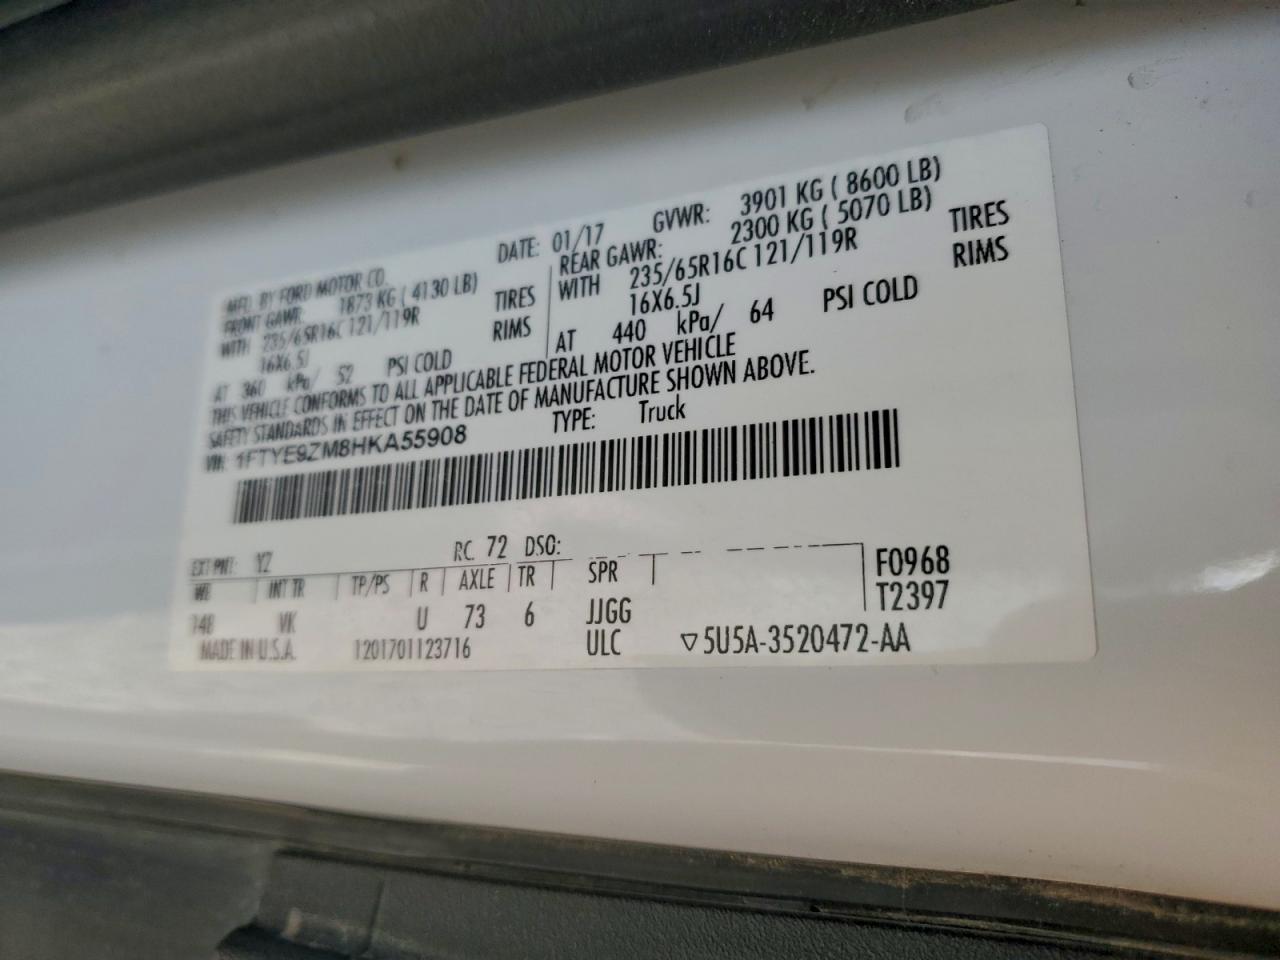 MFD. BY FORD MOTOR CO.
DATE: 01/17 GVWR: 3901 KG ( 8600 LB)
FRONT GAWR: 1873 KG ( 4130 LB)
WITH 235/65R16C 121/119R TIRES
16X6.5J RIMS
AT 360 kPa/ 52 PSI COLD
REAR GAWR: 2300 KG ( 5070 LB)
WITH 235/65R16C 121/119R TIRES
16X6.5J RIMS
AT 440 kPa/ 64 PSI COLD
THIS VEHICLE CONFORMS TO ALL APPLICABLE FEDERAL MOTOR VEHICLE
SAFETY STANDARDS IN EFFECT ON THE DATE OF MANUFACTURE SHOWN ABOVE.
VIN: 1FTYE9ZM8HKA55908 TYPE: Truck
EXT PNT: YZ RC: 72 DSO:
WB INT TR TP/PS R AXLE TR SPR F0968
148 VK U 73 6 JJGG T2397
MADE IN U.S.A. 1201701123716 ULC ▽5U5A-3520472-AA